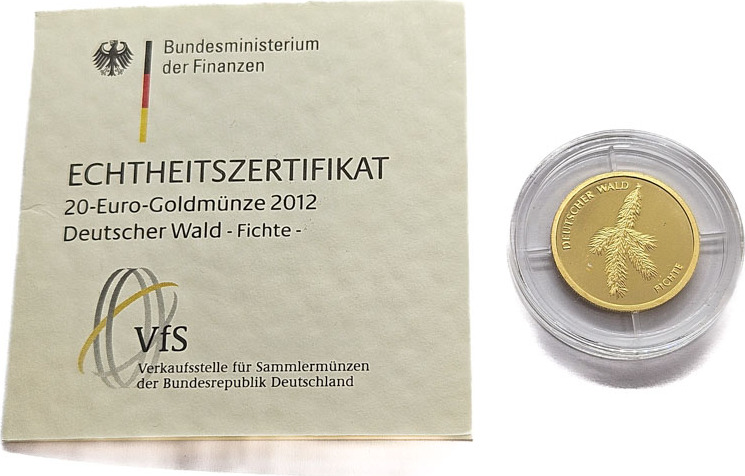 Bundesministerium
der Finanzen
ECHTHEITSZERTIFIKAT
20-Euro-Goldmünze 2012
Deutscher Wald - Fichte -
VfS
Verkaufsstelle für Sammlermünzen
der Bundesrepublik Deutschland
DEUTSCHER WALD
FICHTE